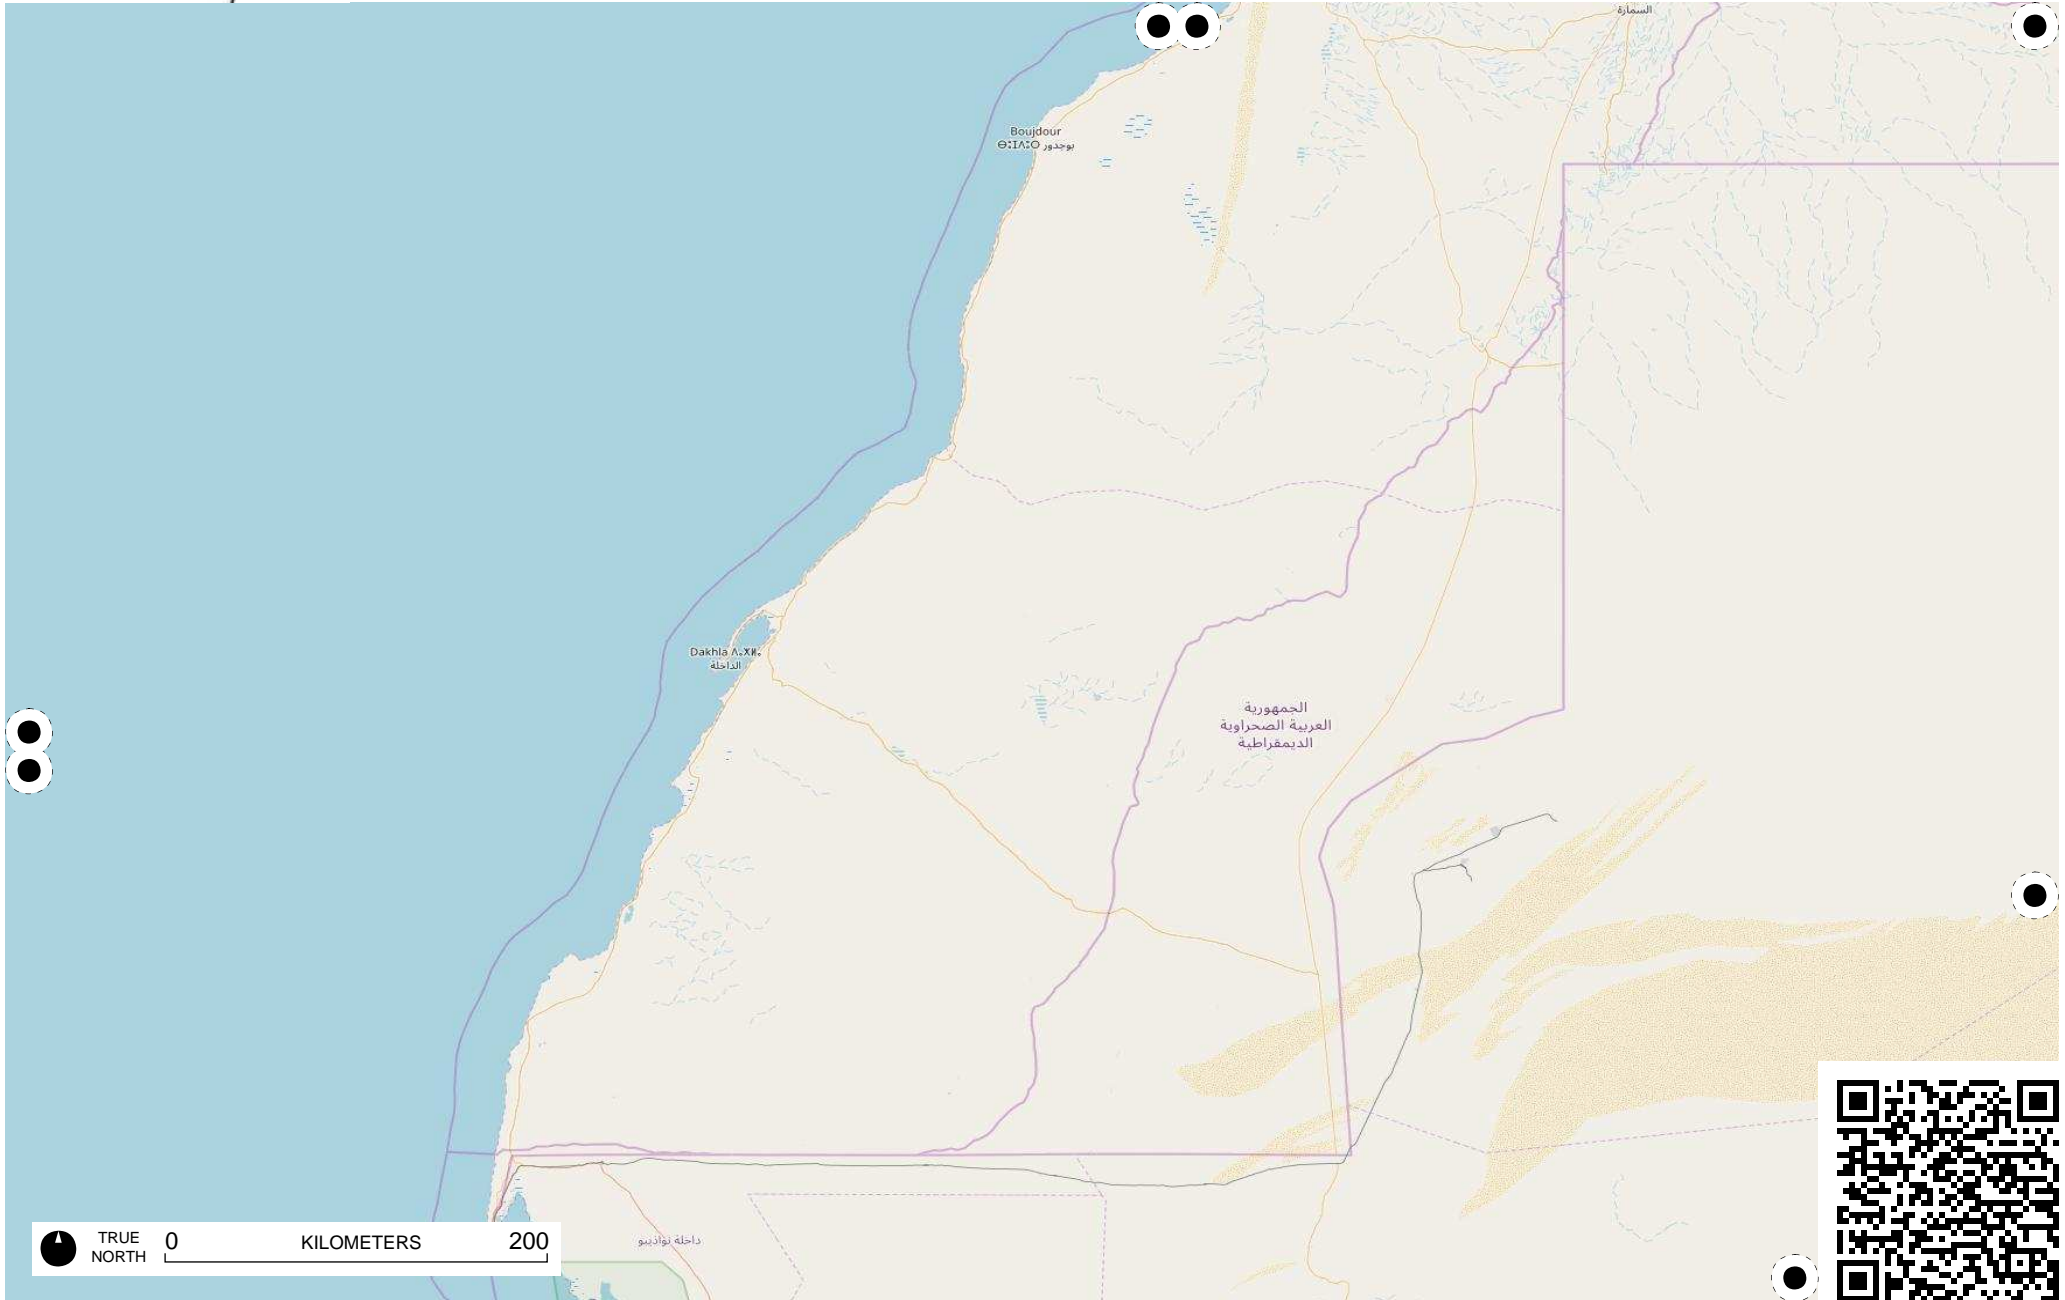 السمارة
Boujdour
ⴱⵓⵊⴷⵓⵔ بوجدور
Dakhla ⴷⴰⵅⵍⴰ
الداخلة
الجمهورية
العربية الصحراوية
الديمقراطية
داخلة نواذيبو
TRUE
NORTH
0 KILOMETERS 200